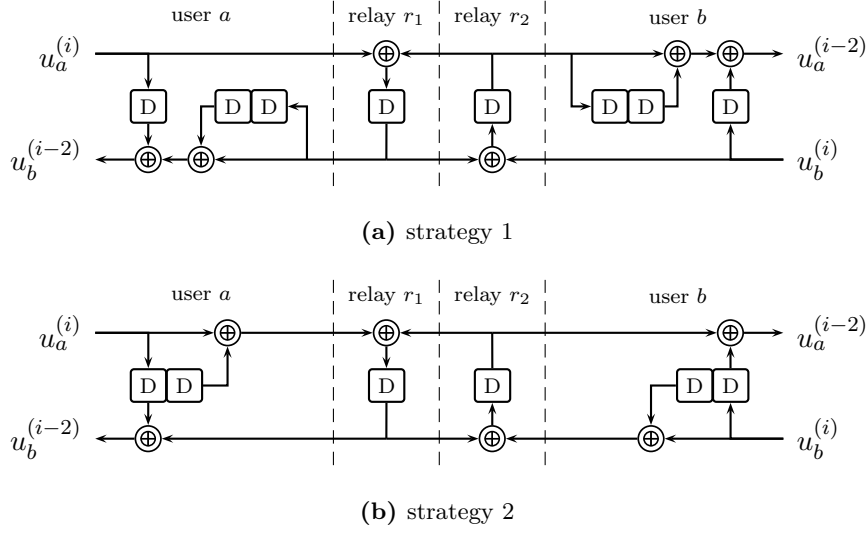 user a relay r₁ relay r₂ user b
u_a^{(i)} u_a^{(i−2)}
D D D D D D D D
u_b^{(i−2)} u_b^{(i)}
(a) strategy 1
user a relay r₁ relay r₂ user b
u_a^{(i)} u_a^{(i−2)}
D D D D D D
u_b^{(i−2)} u_b^{(i)}
(b) strategy 2